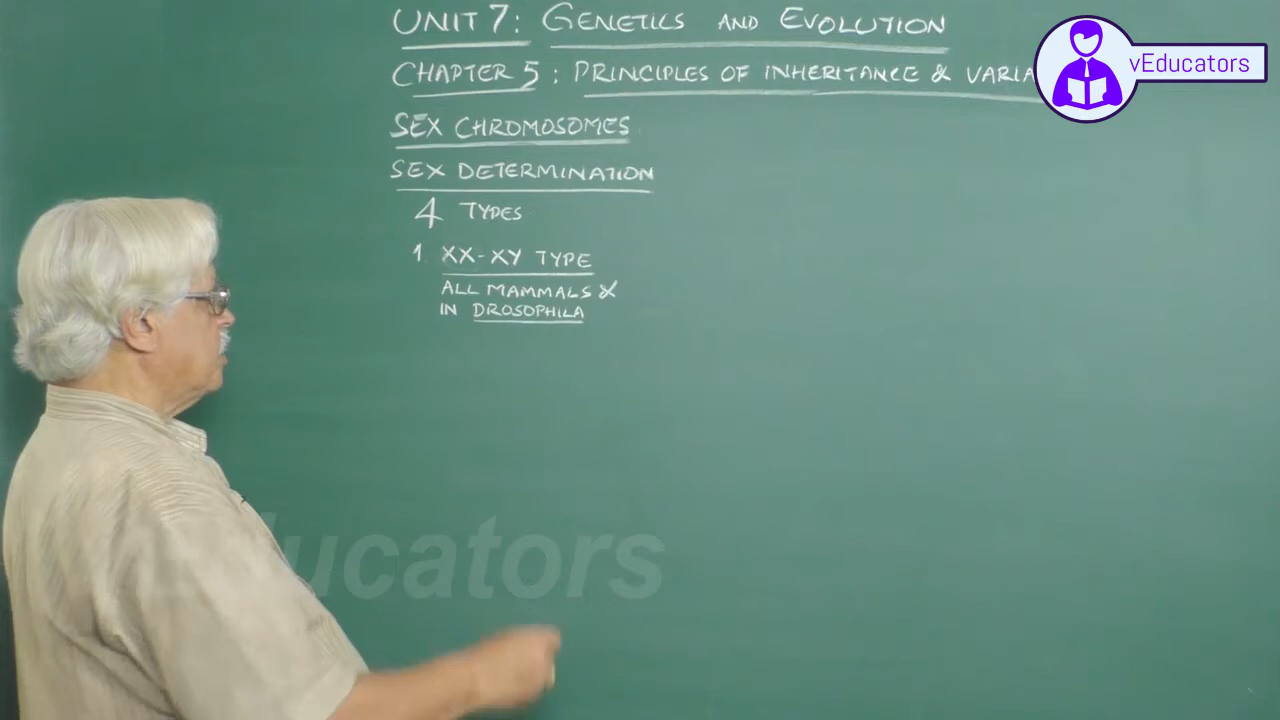 UNIT 7: GENETICS AND EVOLUTION
CHAPTER 5: PRINCIPLES OF INHERITANCE & VARIA
vEducators
SEX CHROMOSOMES
SEX DETERMINATION
4 TYPES
1. XX-XY TYPE
ALL MAMMALS &
IN DROSOPHILA
ducators